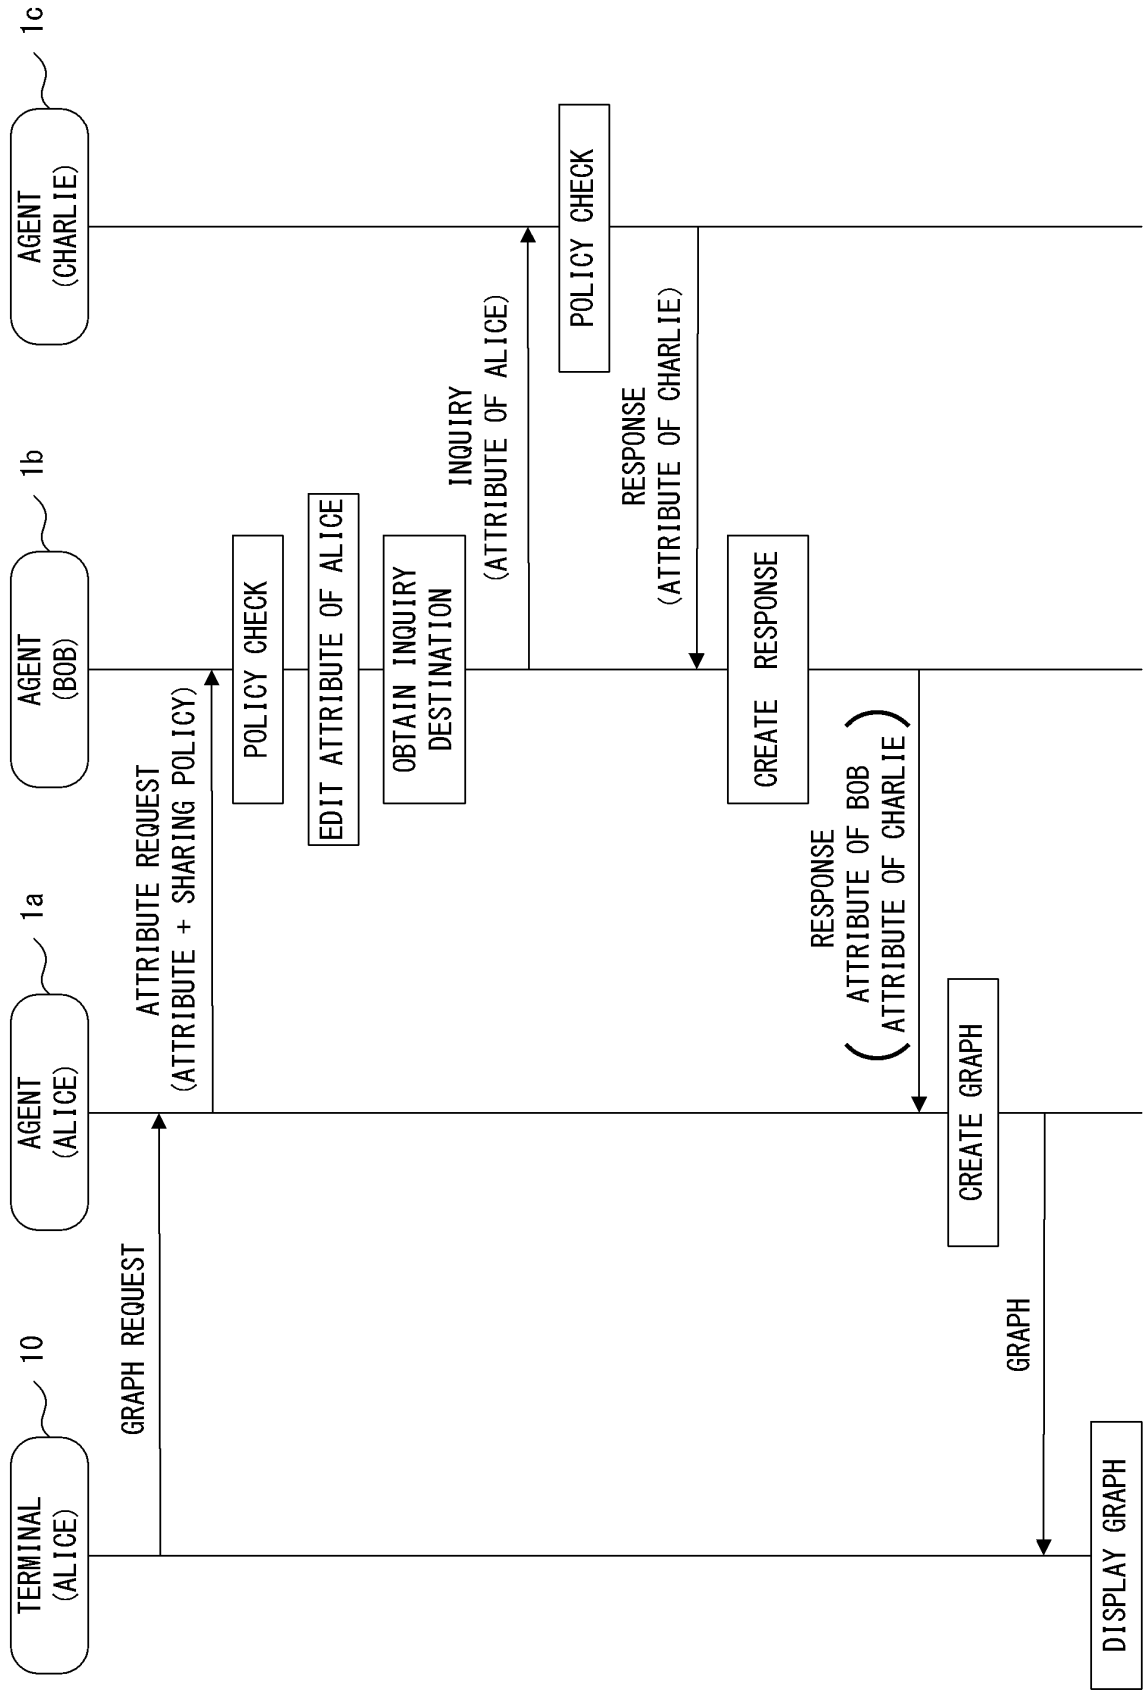 TERMINAL
(ALICE)
10
AGENT
(ALICE)
1a
AGENT
(BOB)
1b
AGENT
(CHARLIE)
1c
GRAPH REQUEST
ATTRIBUTE REQUEST
(ATTRIBUTE + SHARING POLICY)
POLICY CHECK
EDIT ATTRIBUTE OF ALICE
OBTAIN INQUIRY
DESTINATION
INQUIRY
(ATTRIBUTE OF ALICE)
POLICY CHECK
RESPONSE
(ATTRIBUTE OF CHARLIE)
CREATE RESPONSE
RESPONSE
(ATTRIBUTE OF BOB
ATTRIBUTE OF CHARLIE)
CREATE GRAPH
GRAPH
DISPLAY GRAPH